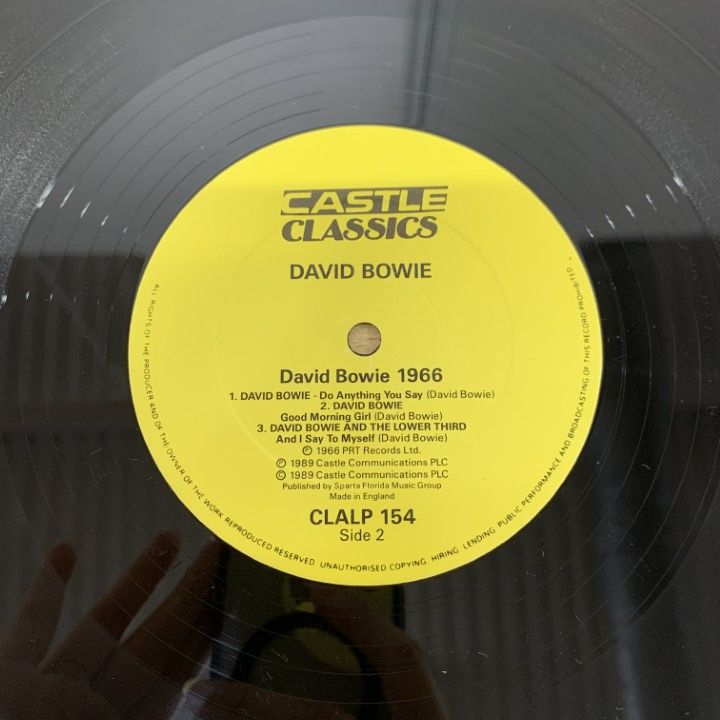 CASTLE
CLASSICS
DAVID BOWIE
David Bowie 1966
1. DAVID BOWIE - Do Anything You Say (David Bowie)
2. DAVID BOWIE
Good Morning Girl (David Bowie)
3. DAVID BOWIE AND THE LOWER THIRD
And I Say To Myself (David Bowie)
℗ 1966 PRT Records Ltd.
℗ 1989 Castle Communications PLC
© 1989 Castle Communications PLC
Published by Sparta Florida Music Group
Made in England
CLALP 154
Side 2
ALL RIGHTS OF THE PRODUCER AND OF THE OWNER OF THE WORK REPRODUCED RESERVED. UNAUTHORISED COPYING, HIRING, LENDING, PUBLIC PERFORMANCE AND BROADCASTING OF THIS RECORD PROHIBITED.